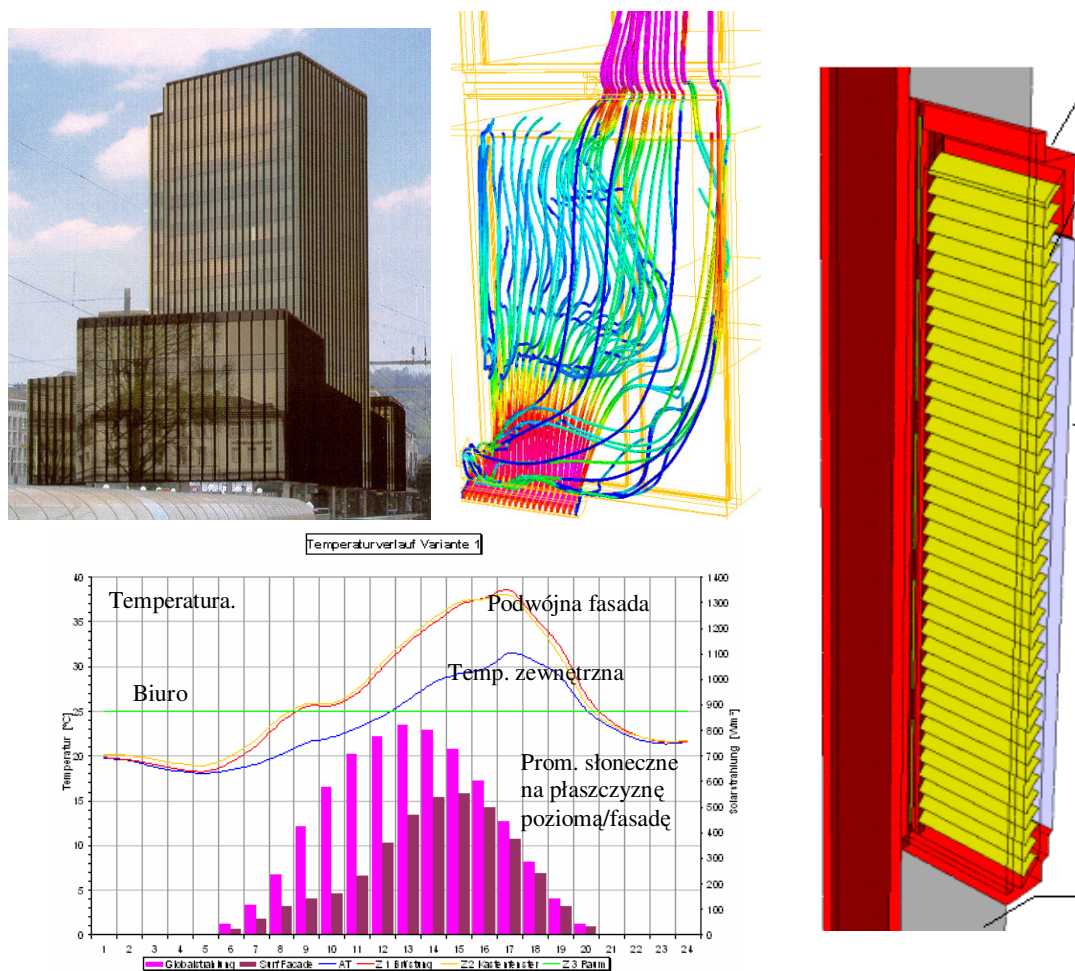 Temperaturverlauf Variante 1
40
35
30
25
20
15
10
5
0
Temperatur [°C]
1400
1300
1200
1100
1000
900
800
700
600
500
400
300
200
100
0
Solarstrahlung [W/m²]
Temperatura.
Podwójna fasada
Temp. zewnętrzna
Biuro
Prom. słoneczne
na płaszczyznę
poziomą/fasadę
1 2 3 4 5 6 7 8 9 10 11 12 13 14 15 16 17 18 19 20 21 22 23 24
Globalstrahlung Surf Facade AT Z 1 Brüstung Z 2 Kastenfenster Z 3 Raum